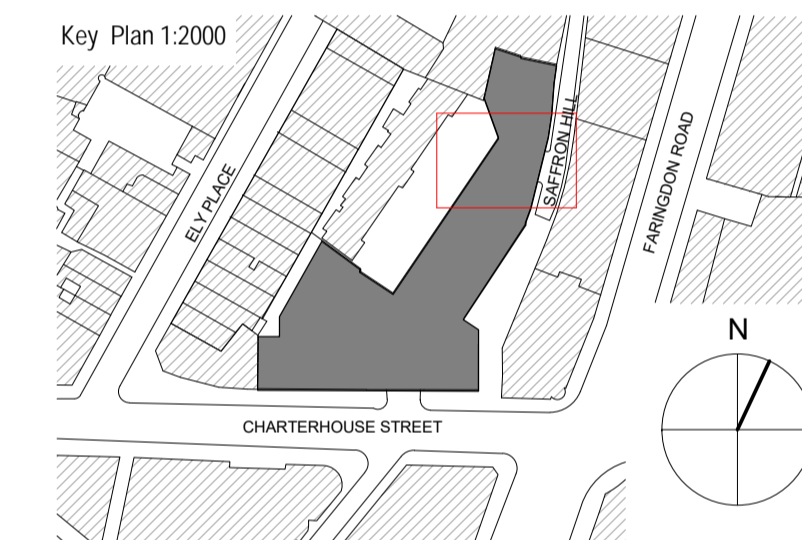 Key Plan 1:2000
ELY PLACE
SAFFRON HILL
FARINGDON ROAD
N
CHARTERHOUSE STREET